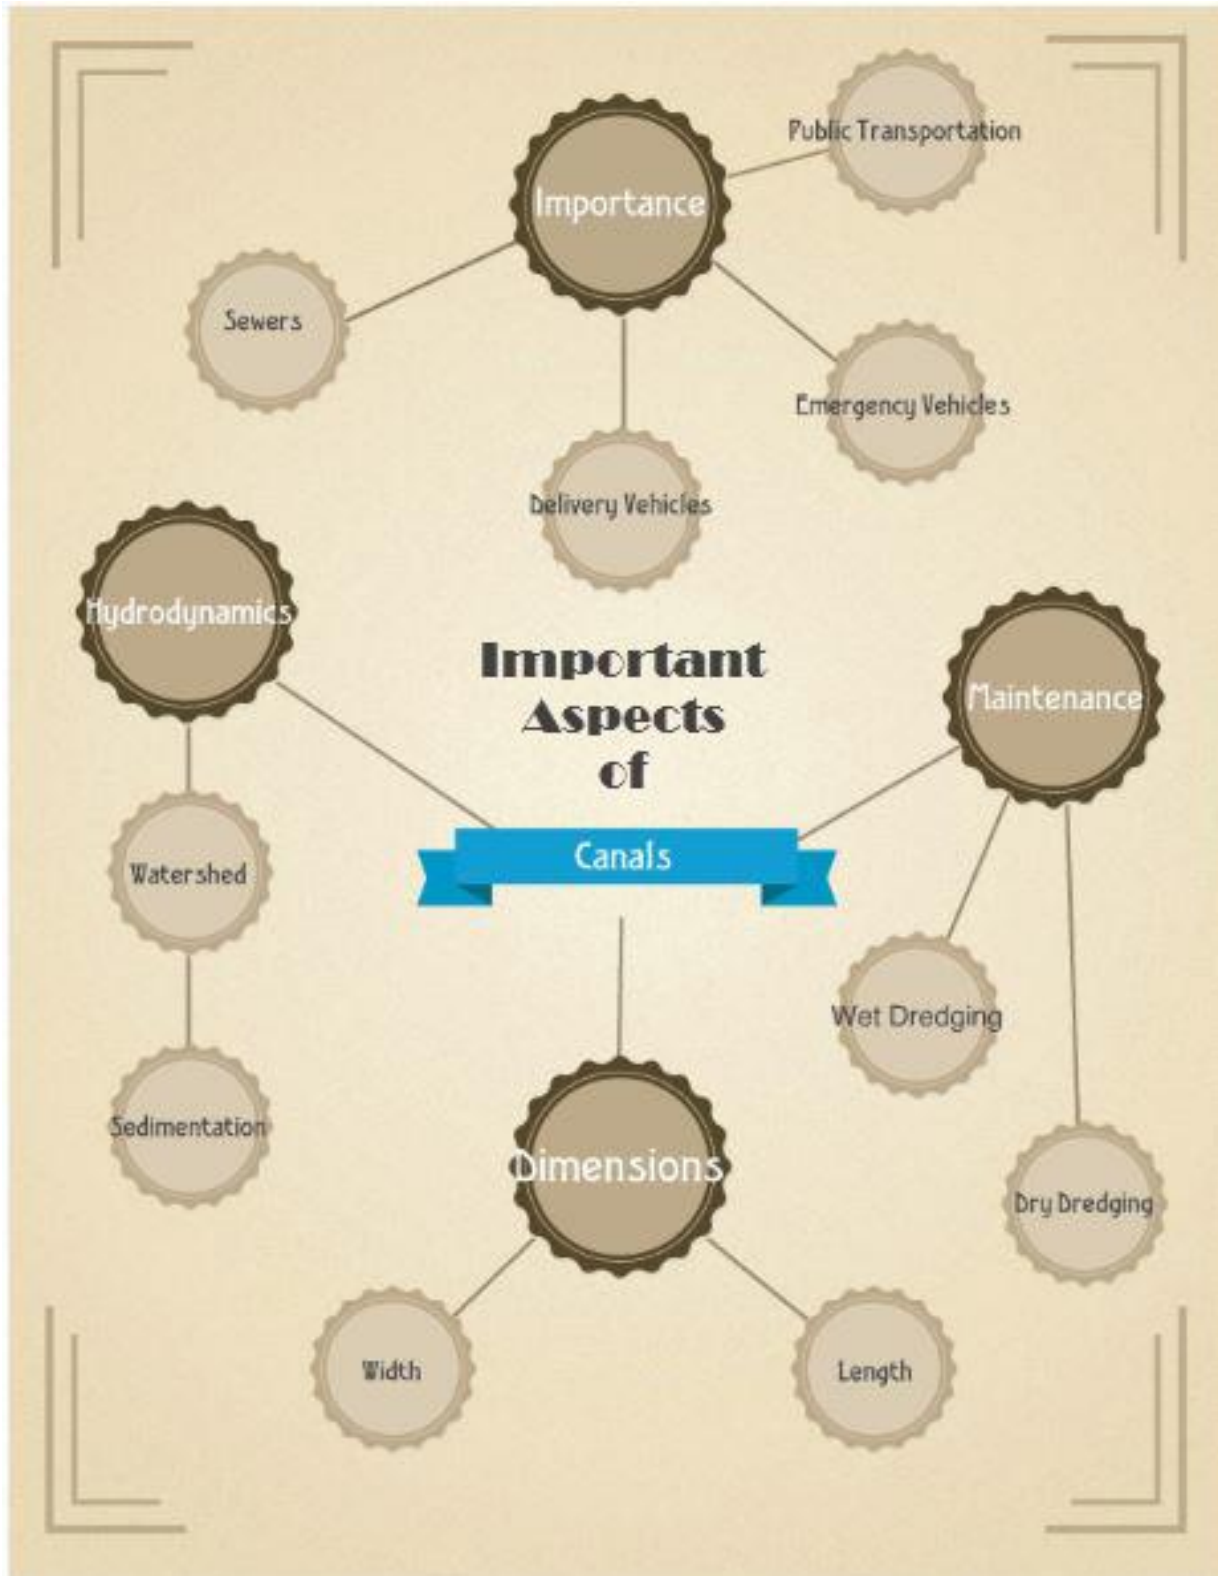 Public Transportation
Importance
Sewers
Emergency Vehicles
Delivery Vehicles
Hydrodynamics
Important
Aspects
of
Maintenance
Canals
Watershed
Wet Dredging
Sedimentation
Dimensions
Dry Dredging
Width
Length